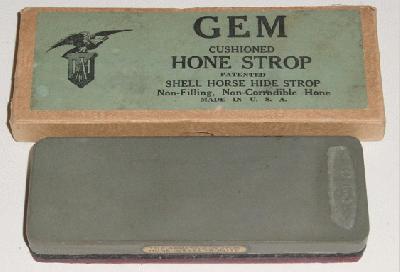 GEM
CUSHIONED
HONE STROP
PATENTED
SHELL HORSE HIDE STROP
Non-Filling, Non-Corrodible Hone
MADE IN U. S. A.